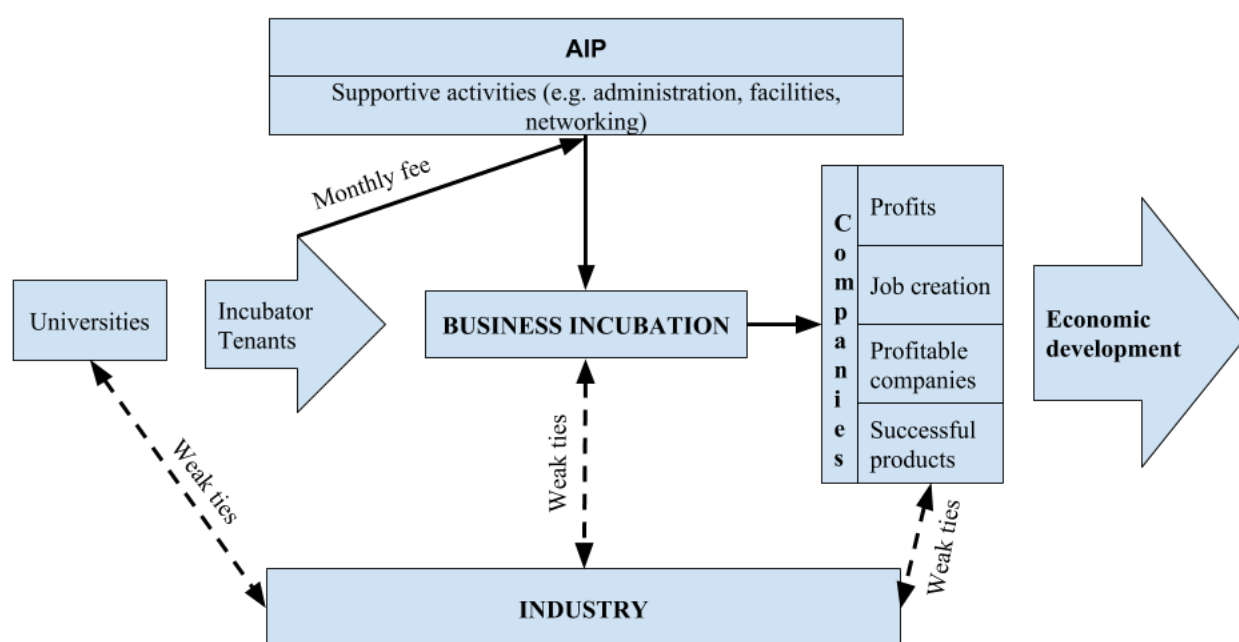 AIP
Supportive activities (e.g. administration, facilities,
networking)
Monthly fee
Universities
Incubator
Tenants
BUSINESS INCUBATION
Companies
Profits
Job creation
Profitable
companies
Successful
products
Economic
development
Weak ties
Weak ties
Weak ties
INDUSTRY